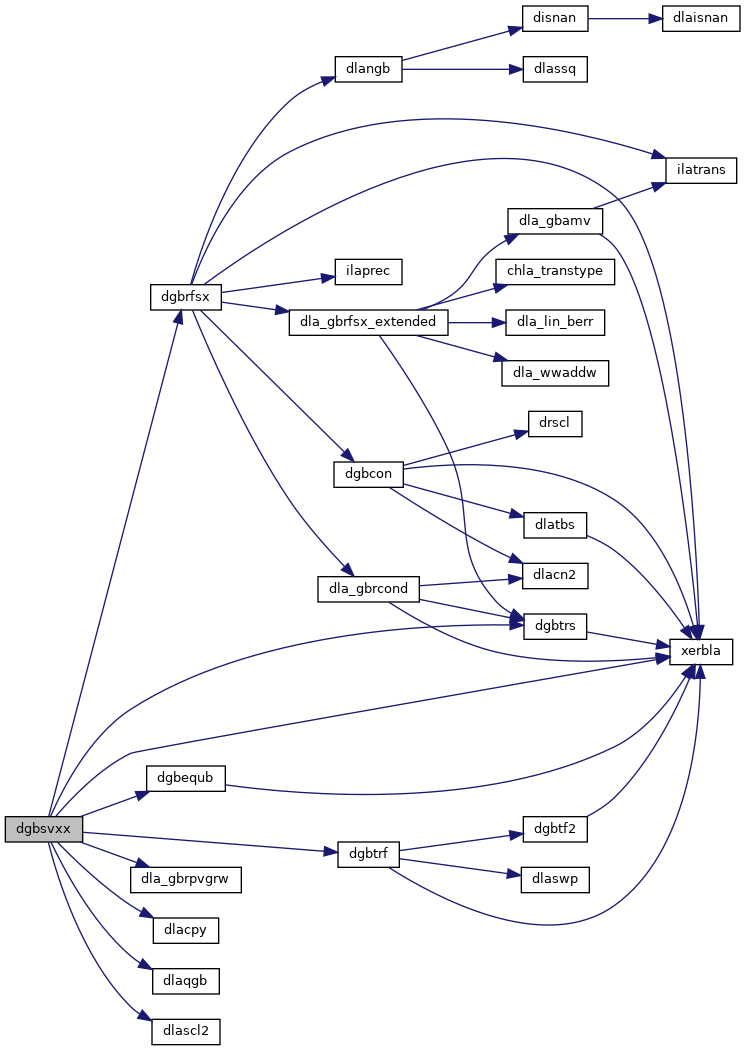 disnan
dlaisnan
dlangb
dlassq
ilatrans
dla_gbamv
ilaprec
chla_transtype
dgbrfsx
dla_gbrfsx_extended
dla_lin_berr
dla_wwaddw
drscl
dgbcon
dlatbs
dlacn2
dla_gbrcond
dgbtrs
xerbla
dgbequb
dgbsvxx
dgbtf2
dgbtrf
dla_gbrpvgrw
dlaswp
dlacpy
dlaqgb
dlascl2